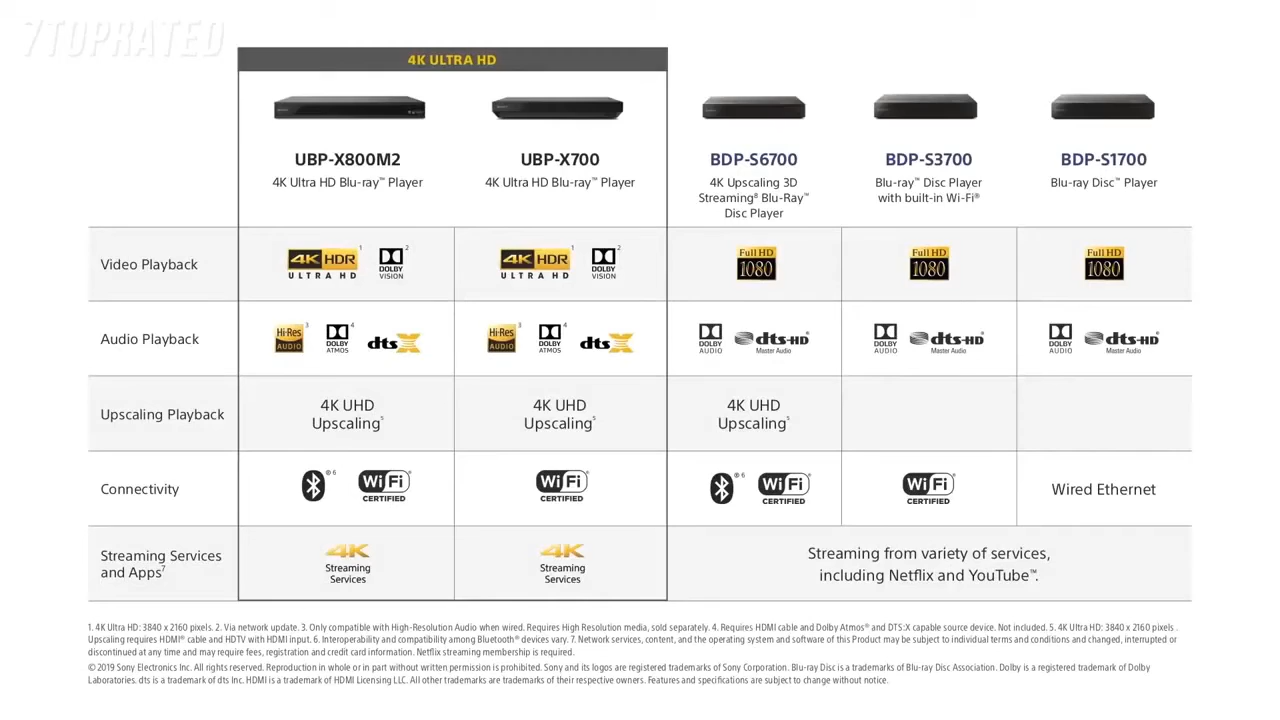 7TOPRATED
4K ULTRA HD
UBP-X800M2
4K Ultra HD Blu-ray™ Player
UBP-X700
4K Ultra HD Blu-ray™ Player
BDP-S6700
4K Upscaling 3D
Streaming⁸ Blu-Ray™
Disc Player
BDP-S3700
Blu-ray™ Disc Player
with built-in Wi-Fi®
BDP-S1700
Blu-ray Disc™ Player
Video Playback
4K HDR 1
ULTRA HD
DOLBY 2
VISION
4K HDR 1
ULTRA HD
DOLBY 2
VISION
Full HD
1080
Full HD
1080
Full HD
1080
Audio Playback
Hi-Res 3
AUDIO
DOLBY 4
ATMOS
dts X
Hi-Res 3
AUDIO
DOLBY 4
ATMOS
dts X
DOLBY
AUDIO
dts-HD®
Master Audio
DOLBY
AUDIO
dts-HD®
Master Audio
DOLBY
AUDIO
dts-HD®
Master Audio
Upscaling Playback
4K UHD
Upscaling⁵
4K UHD
Upscaling⁵
4K UHD
Upscaling⁵
Connectivity
® 6
Wi Fi®
CERTIFIED
Wi Fi®
CERTIFIED
® 6
Wi Fi®
CERTIFIED
Wi Fi®
CERTIFIED
Wired Ethernet
Streaming Services
and Apps⁷
4K
Streaming
Services
4K
Streaming
Services
Streaming from variety of services,
including Netflix and YouTube™.
1. 4K Ultra HD: 3840 x 2160 pixels. 2. Via network update. 3. Only compatible with High-Resolution Audio when wired. Requires High Resolution media, sold separately. 4. Requires HDMI cable and Dolby Atmos® and DTS:X capable source device. Not included. 5. 4K Ultra HD: 3840 x 2160 pixels .
Upscaling requires HDMI® cable and HDTV with HDMI input. 6. Interoperability and compatibility among Bluetooth® devices vary. 7. Network services, content, and the operating system and software of this Product may be subject to individual terms and conditions and changed, interrupted or
discontinued at any time and may require fees, registration and credit card information. Netflix streaming membership is required.
© 2019 Sony Electronics Inc. All rights reserved. Reproduction in whole or in part without written permission is prohibited. Sony and its logos are registered trademarks of Sony Corporation. Blu-ray Disc is a trademarks of Blu-ray Disc Association. Dolby is a registered trademark of Dolby
Laboratories. dts is a trademark of dts Inc. HDMI is a trademark of HDMI Licensing LLC. All other trademarks are trademarks of their respective owners. Features and specifications are subject to change without notice.